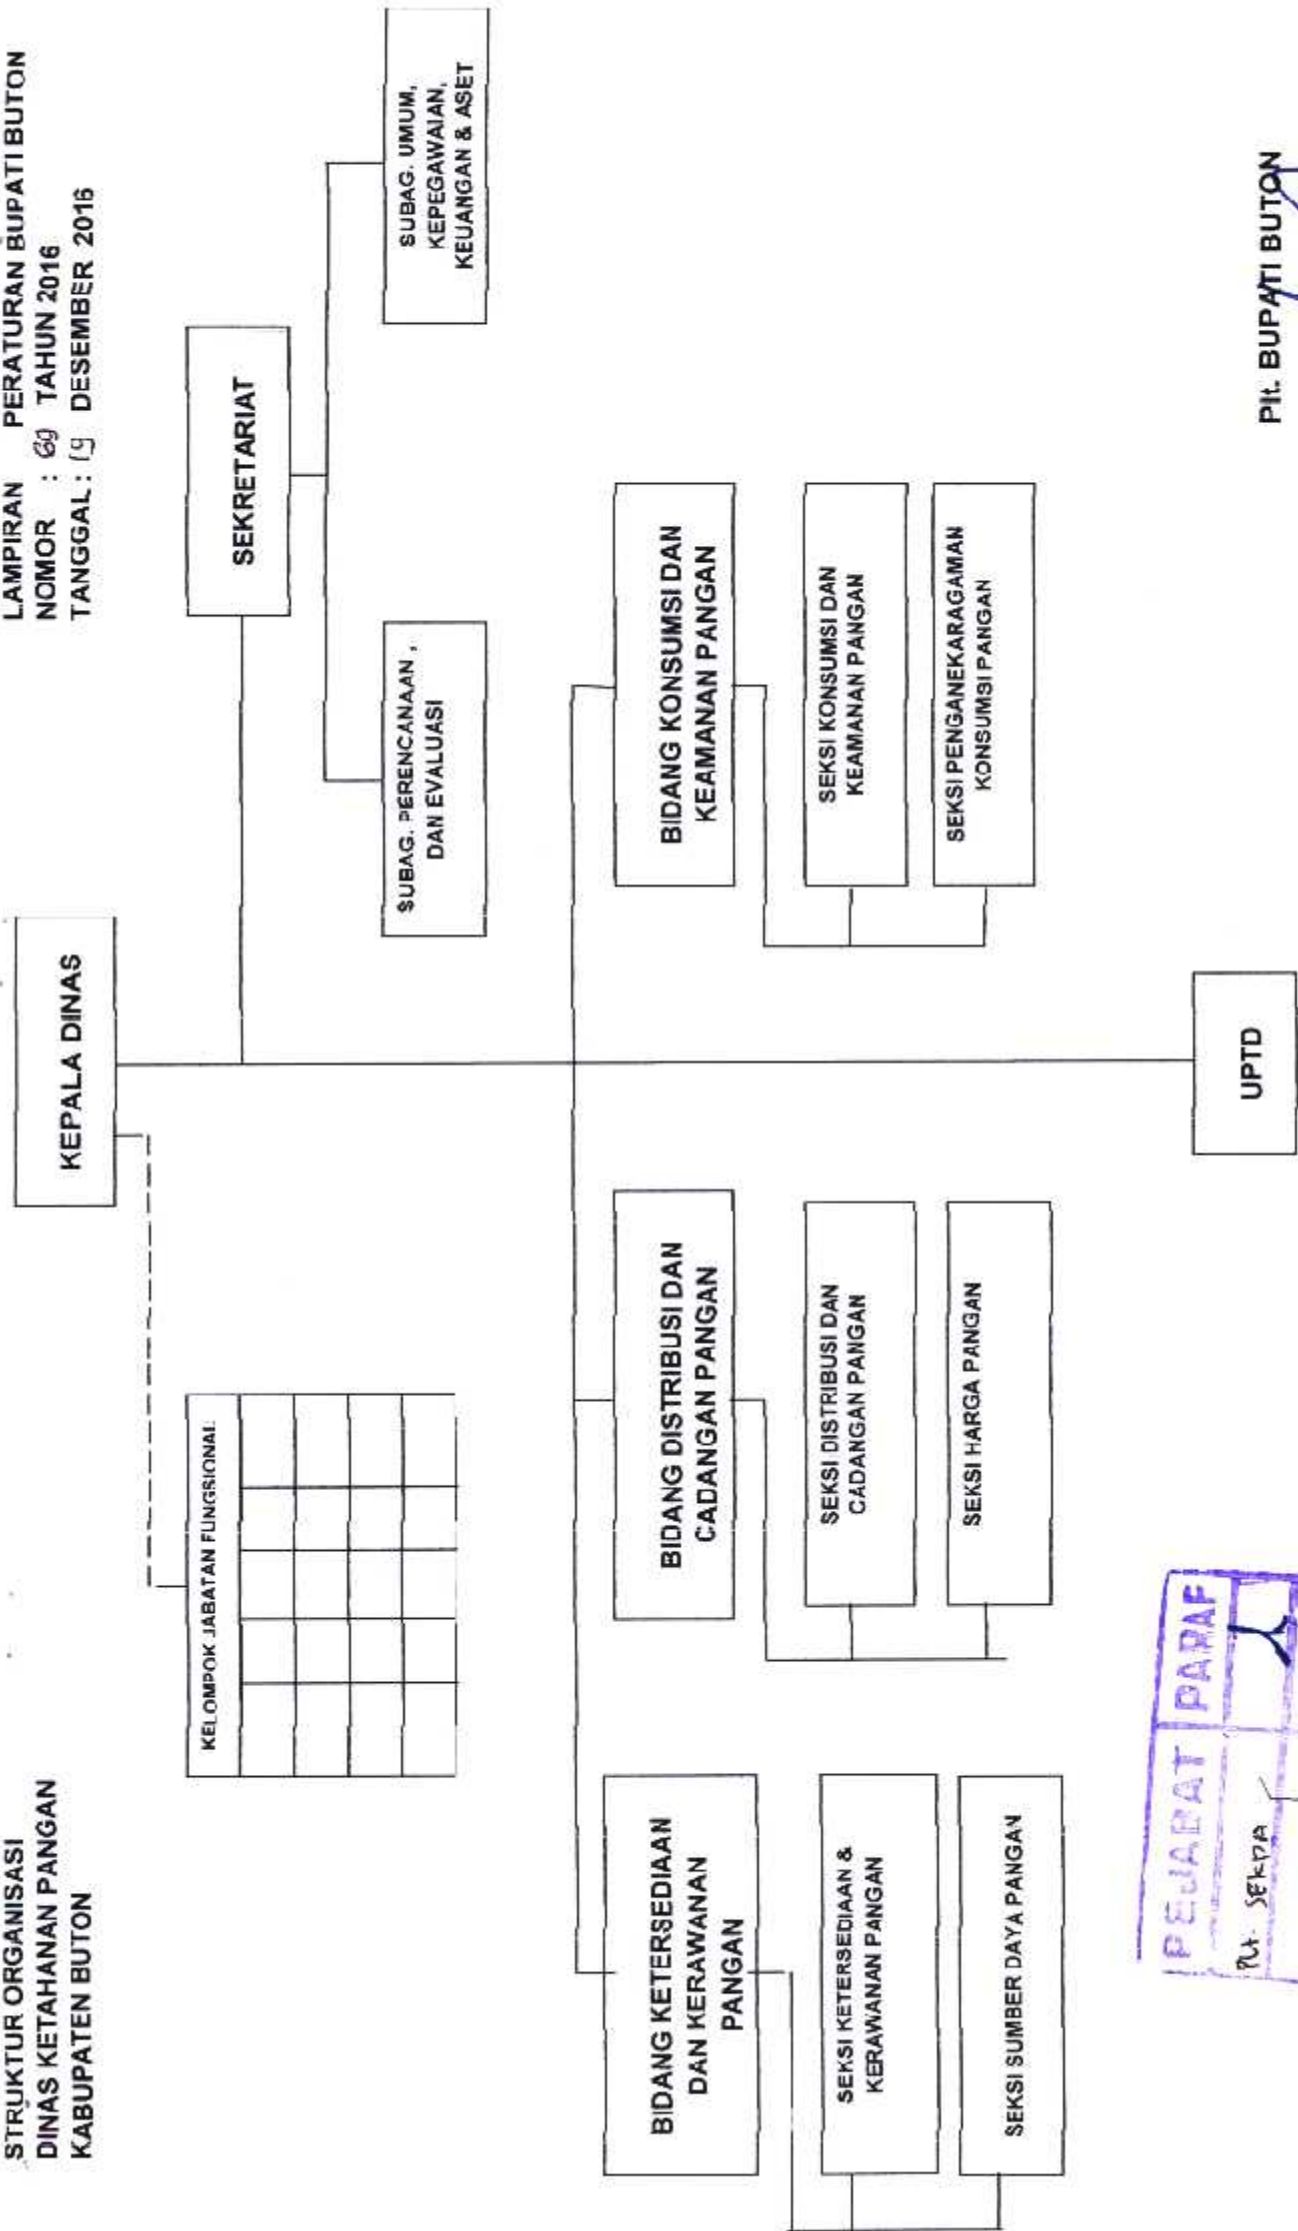 STRUKTUR ORGANISASI
DINAS KETAHANAN PANGAN
KABUPATEN BUTON
LAMPIRAN PERATURAN BUPATI BUTON
NOMOR : 69 TAHUN 2016
TANGGAL : 19 DESEMBER 2016
KEPALA DINAS
KELOMPOK JABATAN FUNGSIONAL
SEKRETARIAT
SUBAG. PERENCANAAN ,
DAN EVALUASI
SUBAG. UMUM,
KEPEGAWAIAN,
KEUANGAN & ASET
BIDANG KETERSEDIAAN
DAN KERAWANAN
PANGAN
SEKSI KETERSEDIAAN &
KERAWANAN PANGAN
SEKSI SUMBER DAYA PANGAN
BIDANG DISTRIBUSI DAN
CADANGAN PANGAN
SEKSI DISTRIBUSI DAN
CADANGAN PANGAN
SEKSI HARGA PANGAN
BIDANG KONSUMSI DAN
KEAMANAN PANGAN
SEKSI KONSUMSI DAN
KEAMANAN PANGAN
SEKSI PENGANEKARAGAMAN
KONSUMSI PANGAN
UPTD
PEJABAT PARAF
Plt. SEKDA
Plt. BUPATI BUTON